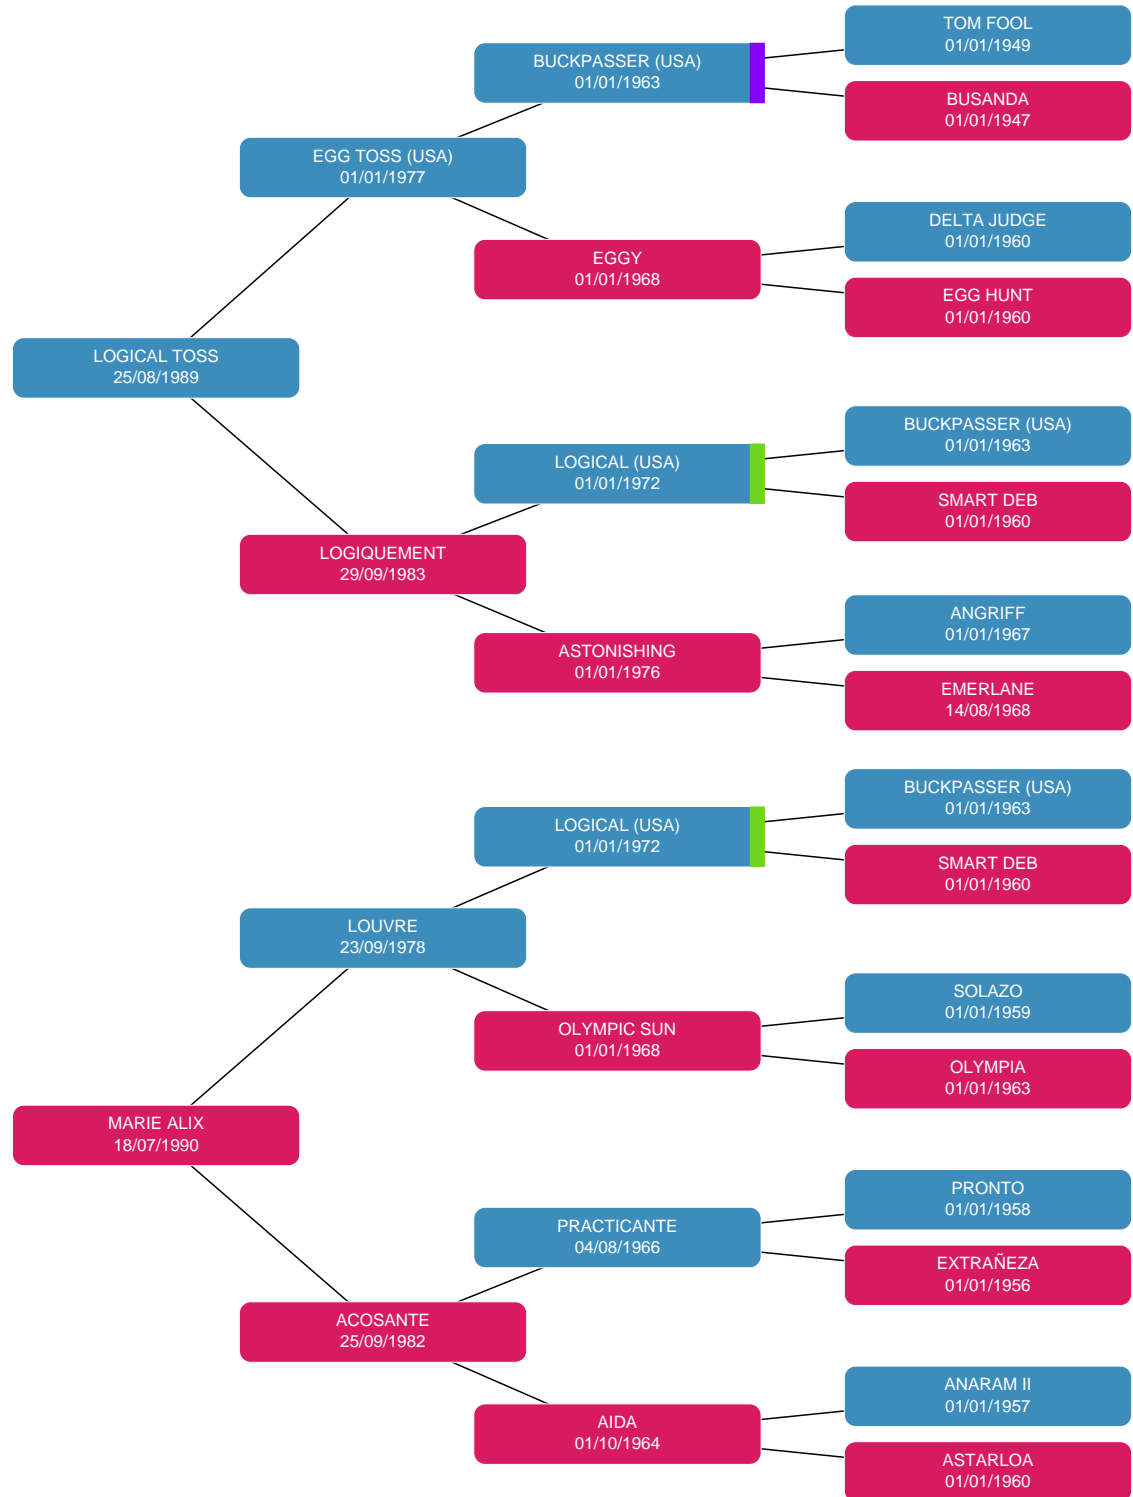 TOM FOOL
01/01/1949
BUCKPASSER (USA)
01/01/1963
BUSANDA
01/01/1947
EGG TOSS (USA)
01/01/1977
DELTA JUDGE
01/01/1960
EGGY
01/01/1968
EGG HUNT
01/01/1960
LOGICAL TOSS
25/08/1989
BUCKPASSER (USA)
01/01/1963
LOGICAL (USA)
01/01/1972
SMART DEB
01/01/1960
LOGIQUEMENT
29/09/1983
ANGRIFF
01/01/1967
ASTONISHING
01/01/1976
EMERLANE
14/08/1968
BUCKPASSER (USA)
01/01/1963
LOGICAL (USA)
01/01/1972
SMART DEB
01/01/1960
LOUVRE
23/09/1978
SOLAZO
01/01/1959
OLYMPIC SUN
01/01/1968
OLYMPIA
01/01/1963
MARIE ALIX
18/07/1990
PRONTO
01/01/1958
PRACTICANTE
04/08/1966
EXTRAÑEZA
01/01/1956
ACOSANTE
25/09/1982
ANARAM II
01/01/1957
AIDA
01/10/1964
ASTARLOA
01/01/1960